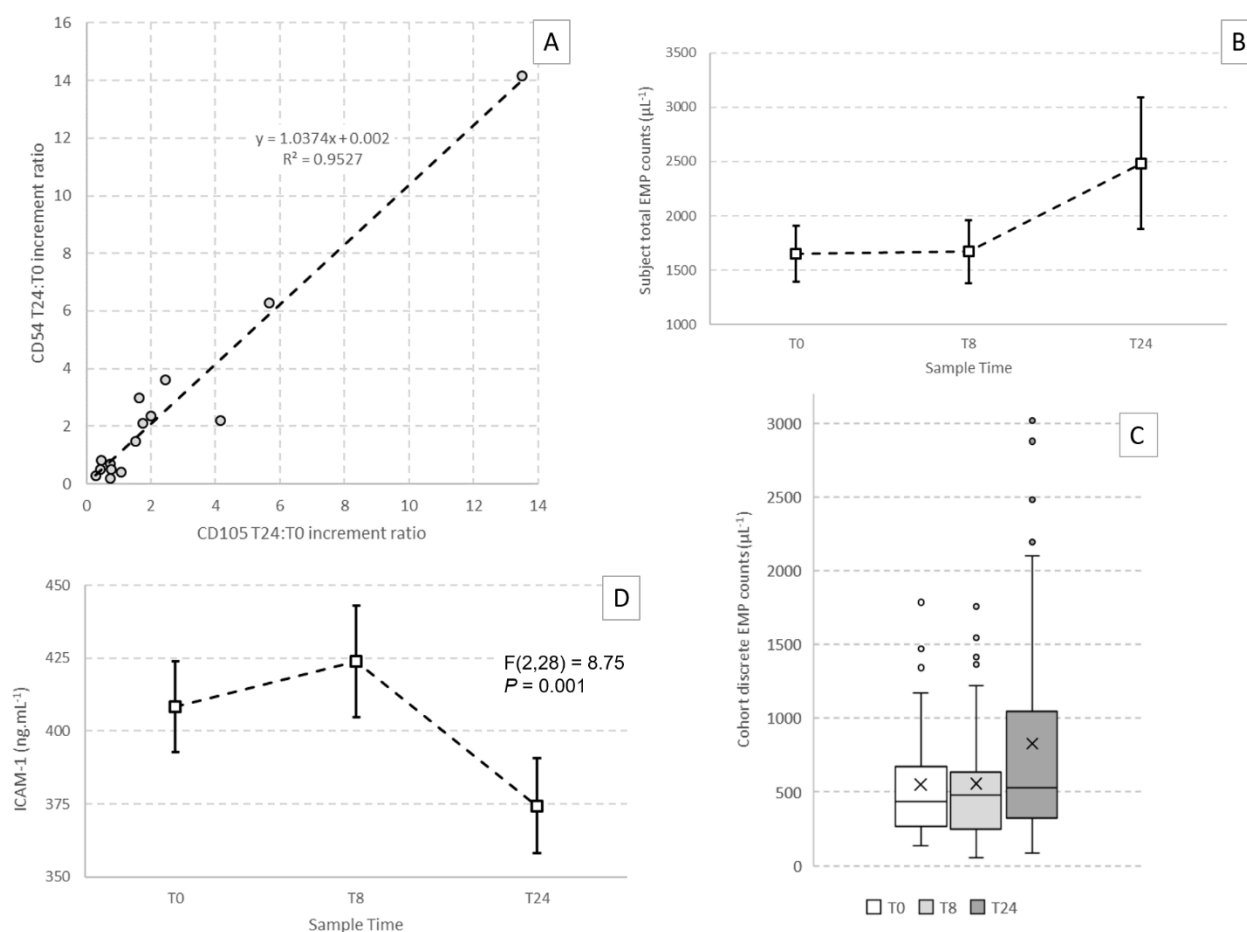 A
16
14
12
10
8
6
4
2
0
CD54 T24:T0 increment ratio
y = 1.0374x + 0.002
R² = 0.9527
0 2 4 6 8 10 12 14
CD105 T24:T0 increment ratio
B
3500
3000
2500
2000
1500
1000
Subject total EMP counts (µL⁻¹)
T0 T8 T24
Sample Time
C
3000
2500
2000
1500
1000
500
0
Cohort discrete EMP counts (µL⁻¹)
T0 T8 T24
D
450
425
400
375
350
ICAM-1 (ng.mL⁻¹)
F(2,28) = 8.75
P = 0.001
T0 T8 T24
Sample Time